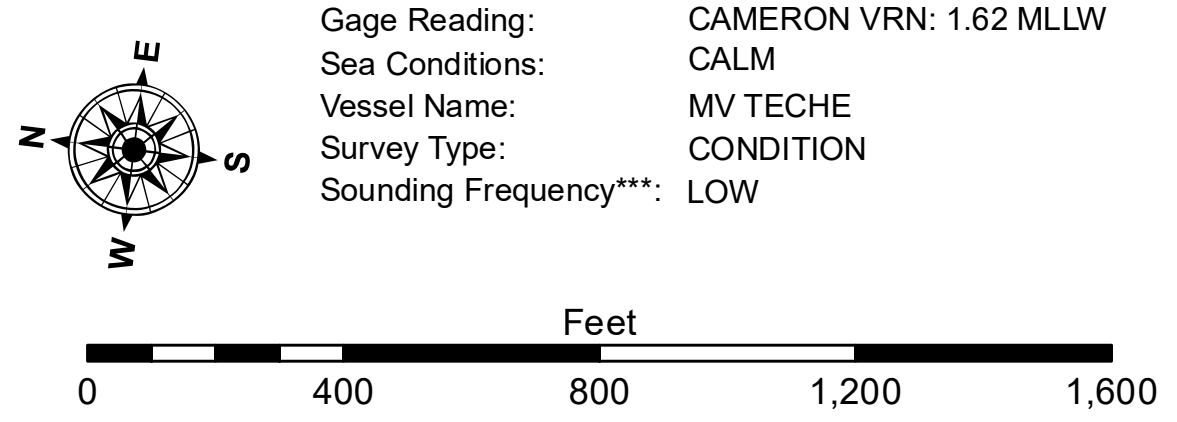 Gage Reading: CAMERON VRN: 1.62 MLLW
Sea Conditions: CALM
Vessel Name: MV TECHE
Survey Type: CONDITION
Sounding Frequency***: LOW
E
N
S
W
Feet
0 400 800 1,200 1,600